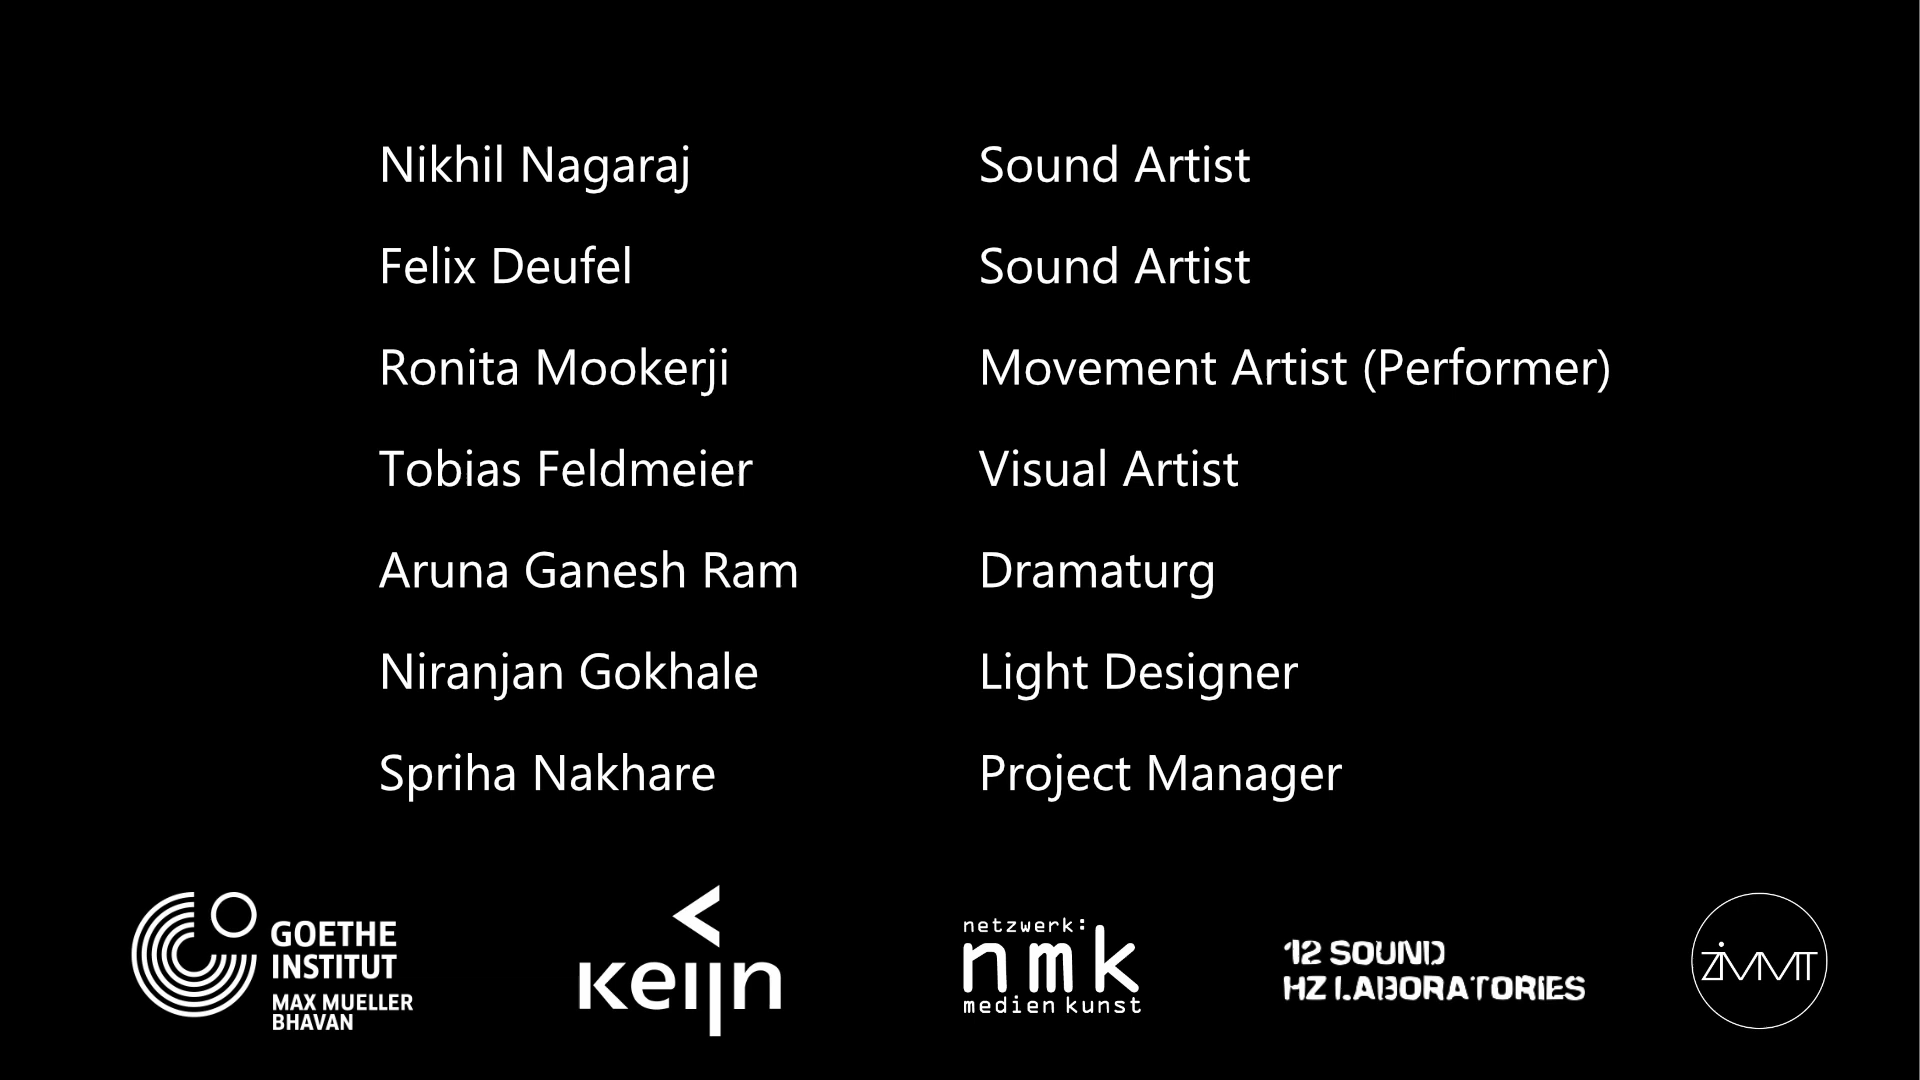 Nikhil Nagaraj Sound Artist
Felix Deufel Sound Artist
Ronita Mookerji Movement Artist (Performer)
Tobias Feldmeier Visual Artist
Aruna Ganesh Ram Dramaturg
Niranjan Gokhale Light Designer
Spriha Nakhare Project Manager
GOETHE
INSTITUT
MAX MUELLER
BHAVAN
Keijn
netzwerk:
nmk
medien kunst
12 SOUND
HZ LABORATORIES
ZiMMT